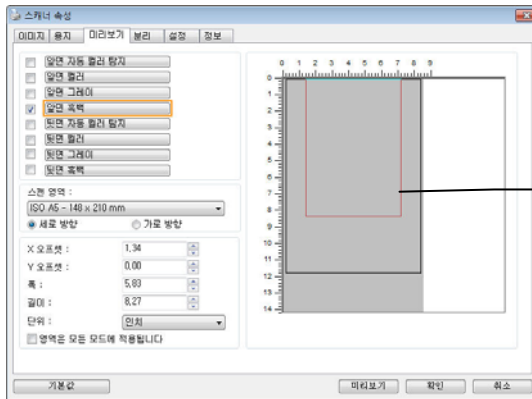 스캐너 속성
이미지 용지 미리보기 분리 설정 정보
앞면 자동 컬러 탐지
앞면 컬러
앞면 그레이
앞면 흑백
뒷면 자동 컬러 탐지
뒷면 컬러
뒷면 그레이
뒷면 흑백
스캔 영역 :
ISO A5 - 148 x 210 mm
세로 방향 가로 방향
X 오프셋 : 1,34
Y 오프셋 : 0,00
폭 : 5,83
길이 : 8,27
단위 : 인치
영역은 모든 모드에 적용됩니다
0 1 2 3 4 5 6 7 8 9
0
1
2
3
4
5
6
7
8
9
10
11
12
13
14
기본값 미리보기 확인 취소